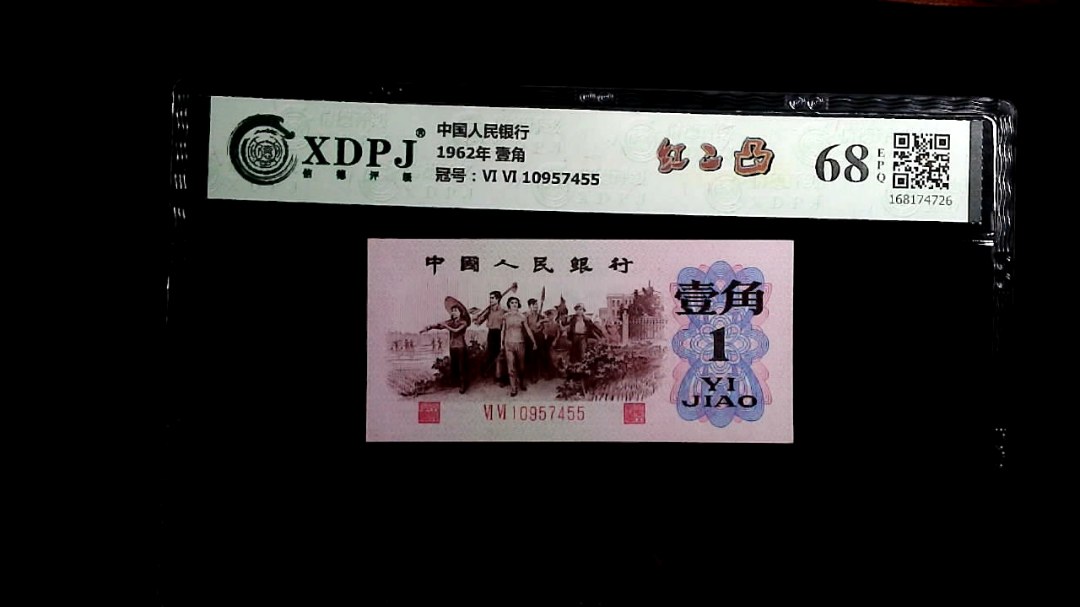 XDPJ®
信德评级
中国人民银行
1962年 壹角
冠号：VI VI 10957455
红二凸
68
EPQ
168174726
中國人民銀行
壹角
1
YI
JIAO
VI VI 10957455